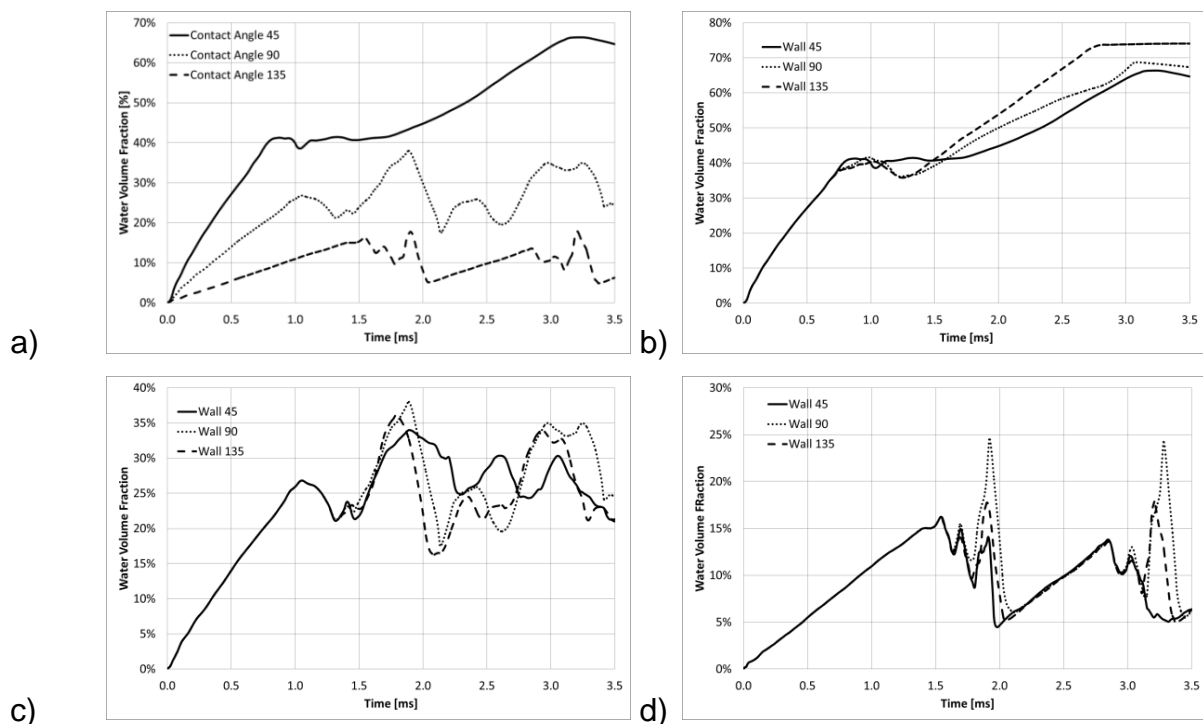 a)
Water Volume Fraction [%]
70%
60%
50%
40%
30%
20%
10%
0%
Contact Angle 45
Contact Angle 90
Contact Angle 135
0.0 0.5 1.0 1.5 2.0 2.5 3.0 3.5
Time [ms]
b)
Water Volume Fraction
80%
70%
60%
50%
40%
30%
20%
10%
0%
Wall 45
Wall 90
Wall 135
0.0 0.5 1.0 1.5 2.0 2.5 3.0 3.5
Time [ms]
c)
Water Volume Fraction
40%
35%
30%
25%
20%
15%
10%
5%
0%
Wall 45
Wall 90
Wall 135
0.0 0.5 1.0 1.5 2.0 2.5 3.0 3.5
Time [ms]
d)
Water Volume FRaction
30%
25%
20%
15%
10%
5%
0%
Wall 45
Wall 90
Wall 135
0.0 0.5 1.0 1.5 2.0 2.5 3.0 3.5
Time [ms]